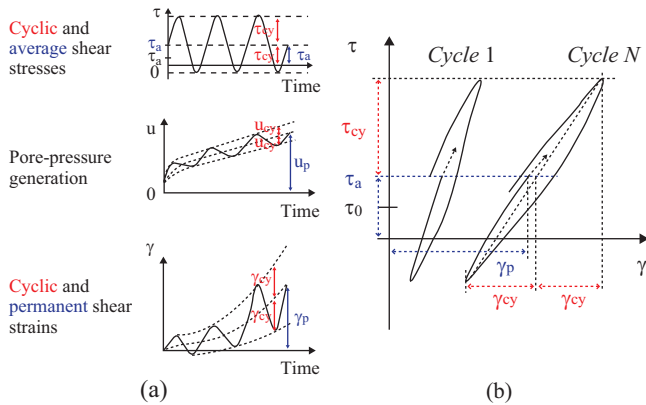 Cyclic and
average shear
stresses
τ
τcy
τa
τa
τcy
τa
0
Time
Pore-pressure
generation
u
ucy
ucy
up
0
Time
Cyclic and
permanent shear
strains
γ
γcy
γcy
γp
Time
(a)
τ
Cycle 1
Cycle N
τcy
τa
τ0
γ
γp
γcy
γcy
(b)